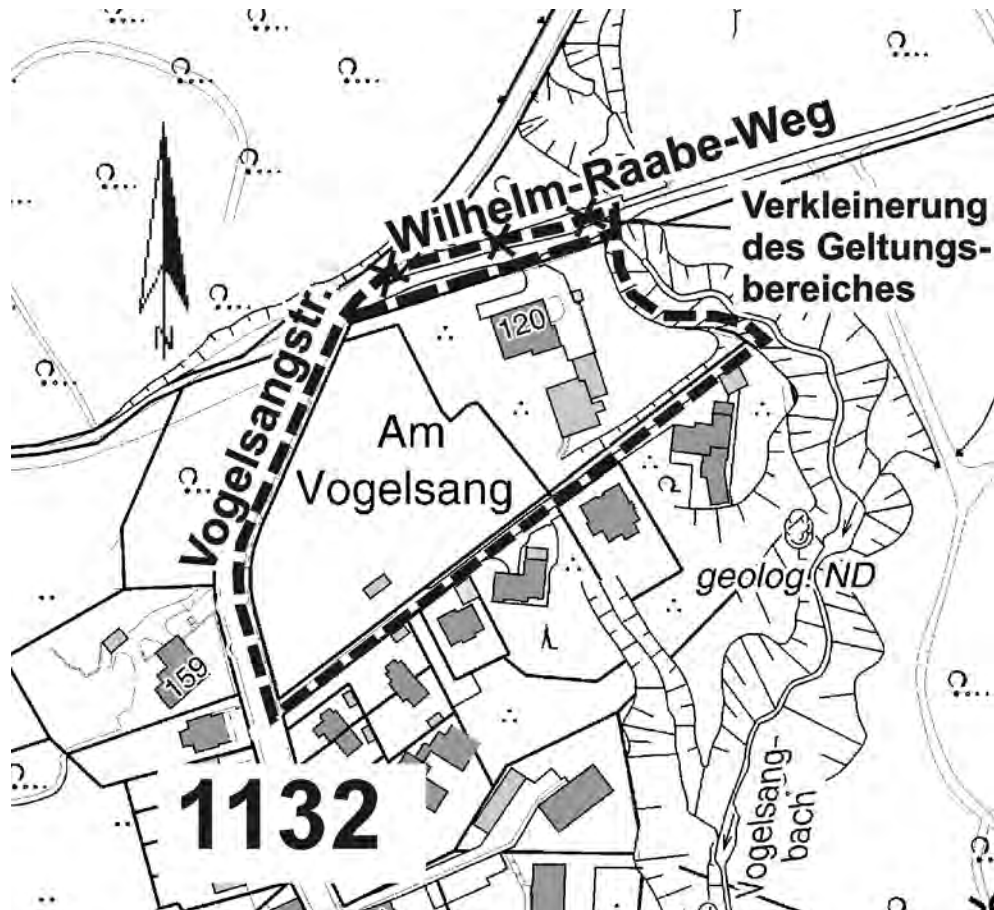 Wilhelm-Raabe-Weg
Verkleinerung
des Geltungs-
bereiches
N
Vogelsangstr.
120
Am
Vogelsang
geolog. ND
159
1132
Vogelsang-
bach